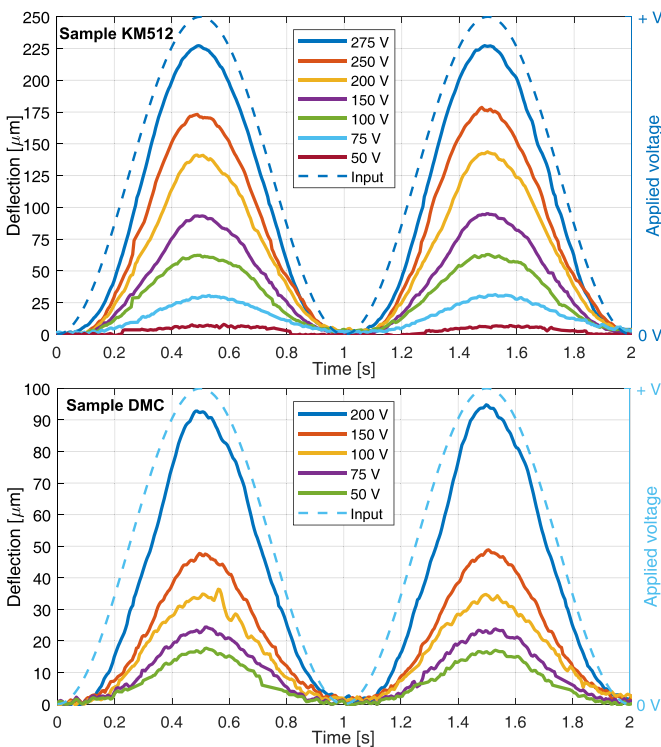 Sample KM512
250
225
200
175
150
125
100
75
50
25
0
Deflection [μm]
275 V
250 V
200 V
150 V
100 V
75 V
50 V
Input
+ V
Applied voltage
0 V
0 0.2 0.4 0.6 0.8 1 1.2 1.4 1.6 1.8 2
Time [s]
Sample DMC
100
90
80
70
60
50
40
30
20
10
0
Deflection [μm]
200 V
150 V
100 V
75 V
50 V
Input
+ V
Applied voltage
0 V
0 0.2 0.4 0.6 0.8 1 1.2 1.4 1.6 1.8 2
Time [s]